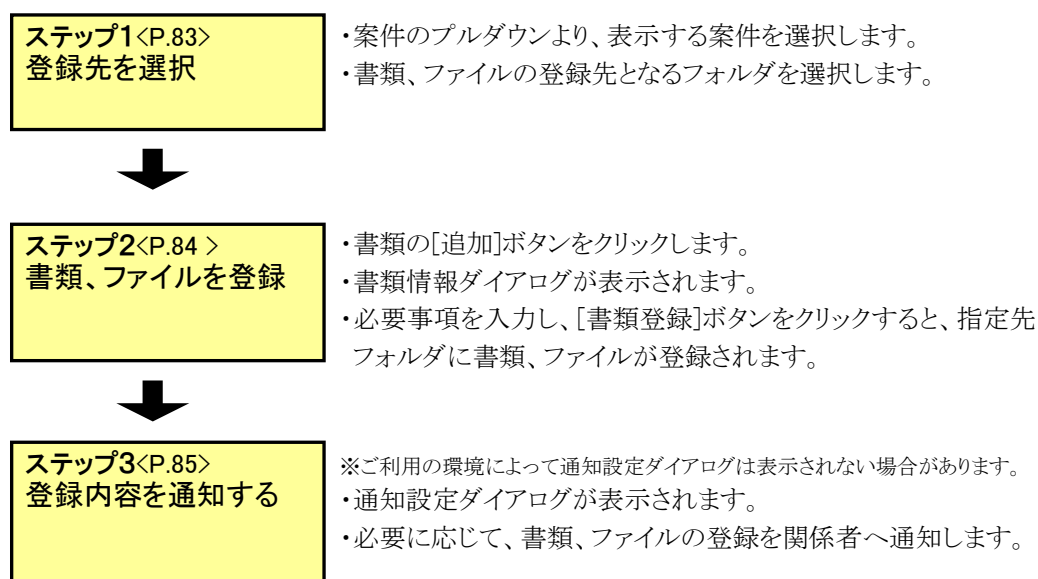 ステップ1<P.83>
登録先を選択
・案件のプルダウンより、表示する案件を選択します。
・書類、ファイルの登録先となるフォルダを選択します。
ステップ2<P.84 >
書類、ファイルを登録
・書類の[追加]ボタンをクリックします。
・書類情報ダイアログが表示されます。
・必要事項を入力し、[書類登録]ボタンをクリックすると、指定先
フォルダに書類、ファイルが登録されます。
ステップ3<P.85>
登録内容を通知する
※ご利用の環境によって通知設定ダイアログは表示されない場合があります。
・通知設定ダイアログが表示されます。
・必要に応じて、書類、ファイルの登録を関係者へ通知します。